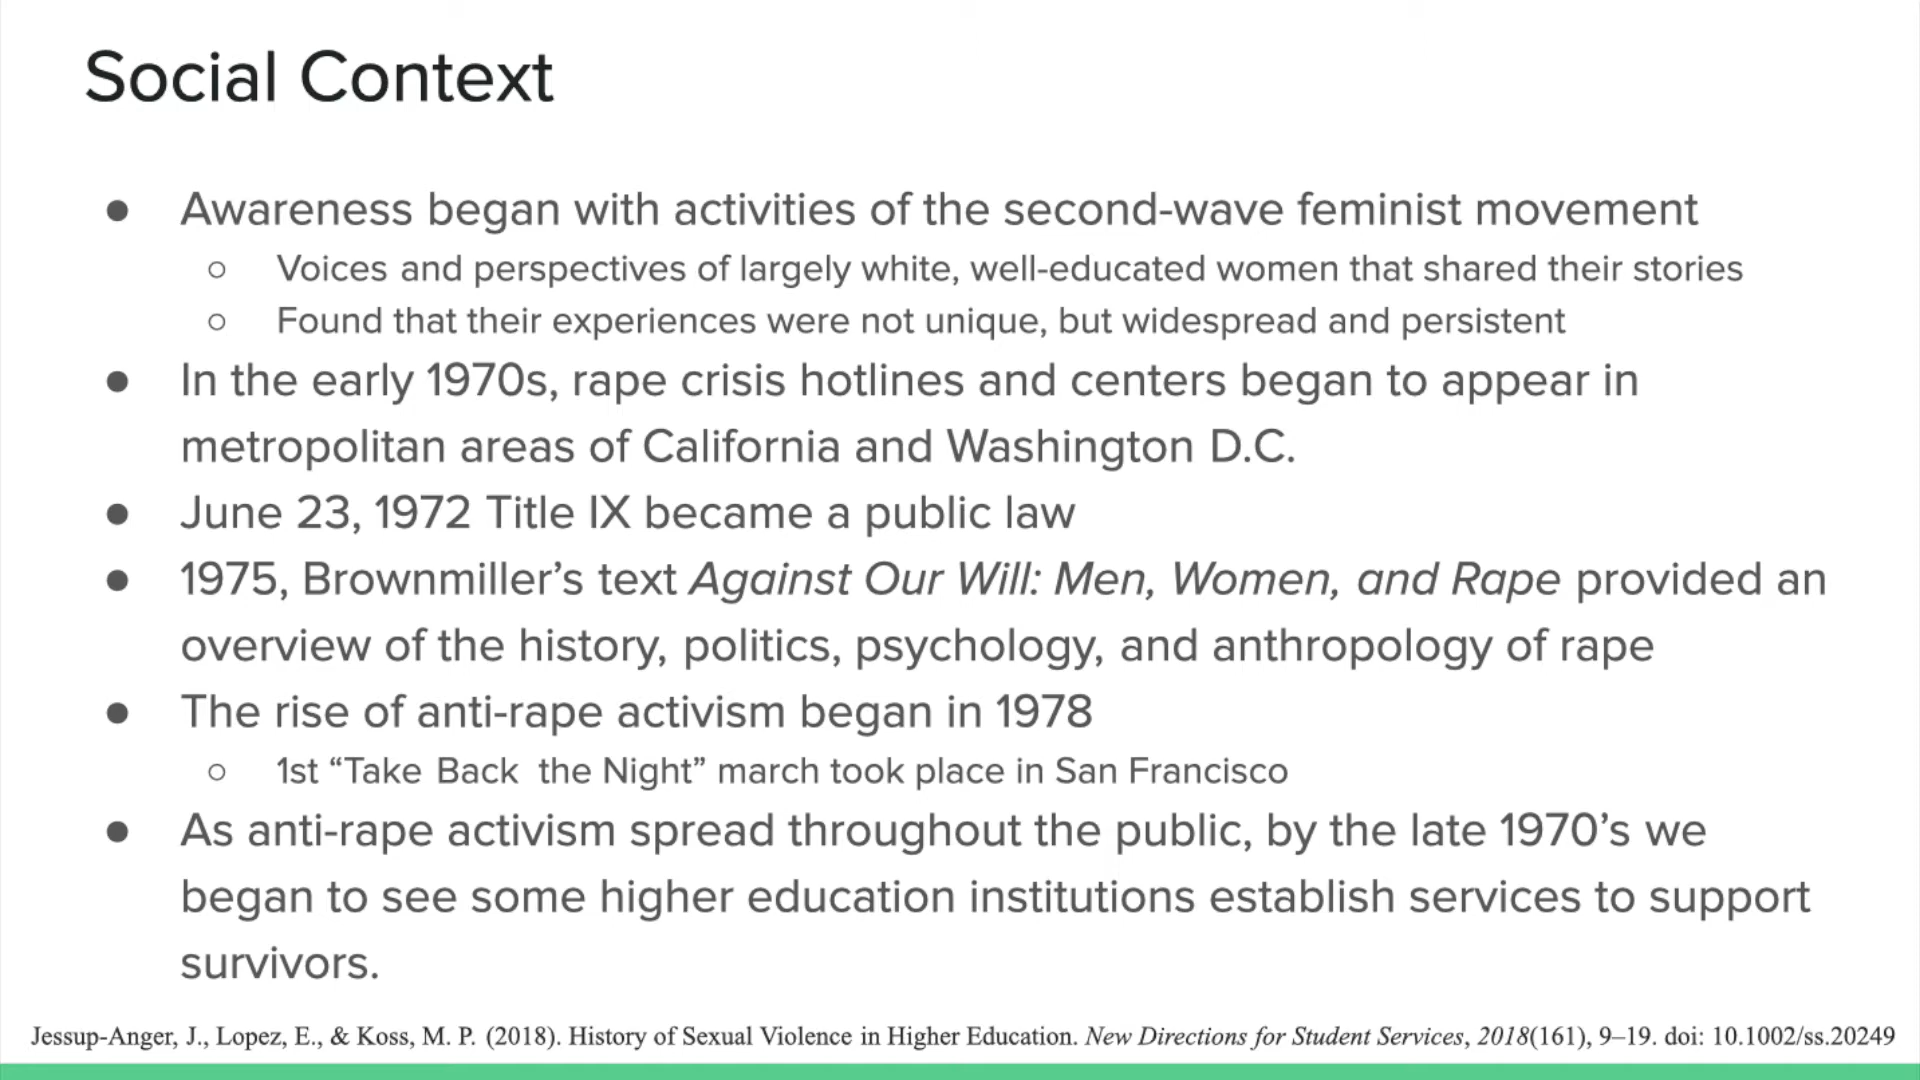 Social Context
● Awareness began with activities of the second-wave feminist movement
○ Voices and perspectives of largely white, well-educated women that shared their stories
○ Found that their experiences were not unique, but widespread and persistent
● In the early 1970s, rape crisis hotlines and centers began to appear in
metropolitan areas of California and Washington D.C.
● June 23, 1972 Title IX became a public law
● 1975, Brownmiller’s text Against Our Will: Men, Women, and Rape provided an
overview of the history, politics, psychology, and anthropology of rape
● The rise of anti-rape activism began in 1978
○ 1st “Take Back the Night” march took place in San Francisco
● As anti-rape activism spread throughout the public, by the late 1970’s we
began to see some higher education institutions establish services to support
survivors.
Jessup-Anger, J., Lopez, E., & Koss, M. P. (2018). History of Sexual Violence in Higher Education. New Directions for Student Services, 2018(161), 9–19. doi: 10.1002/ss.20249